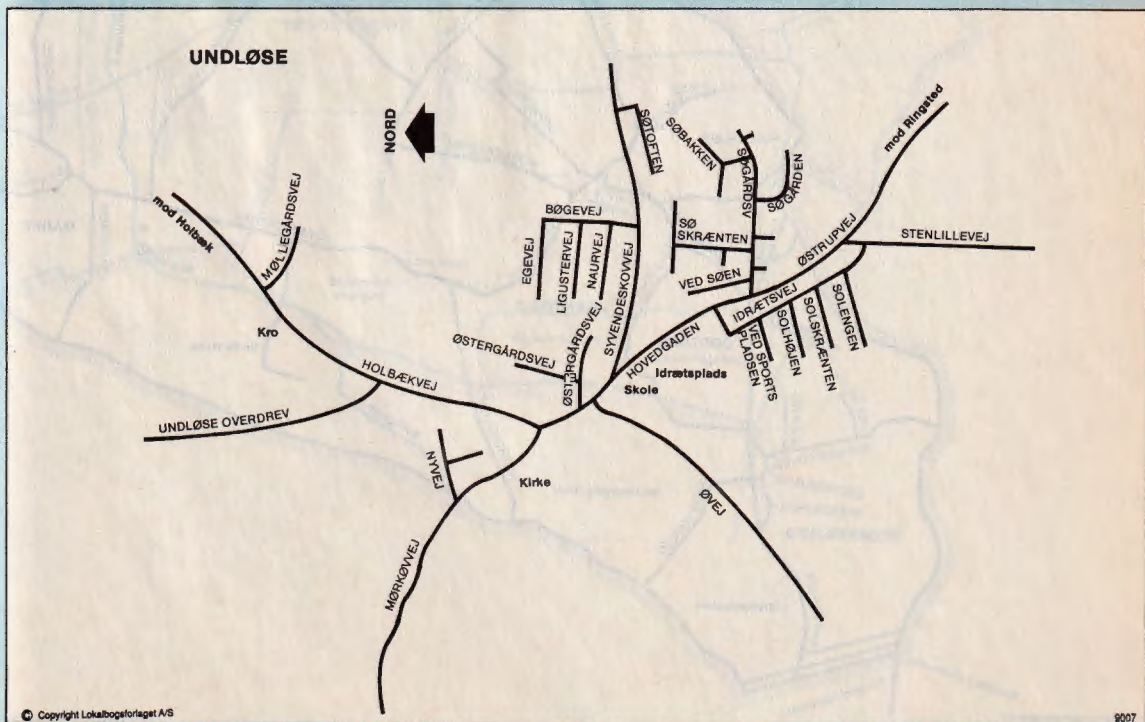 UNDLØSE
NORD
mod Holbæk
MØLLEGÅRDSVEJ
Kro
HOLBÆKVEJ
UNDLØSE OVERDREV
NYVEJ
Kirke
MØRKØVVEJ
ØSTERGÅRDSVEJ
ØSTERGÅRDSVEJ
BØGEVEJ
EGEVEJ
LIGUSTERVEJ
NAURVEJ
SYVENDESKOVVEJ
SØTOFTEN
SØBAKKEN
SØGÅRDSV
SØGÅRDEN
SØ
SKRÆNTEN
VED SØEN
mod Ringsted
ØSTRUPVEJ
STENLILLEVEJ
IDRÆTSVEJ
HOVEDGADEN
Idrætsplads
Skole
VED SPORTS
PLADSEN
SOLHØJEN
SOLSKRÆNTEN
SOLENGEN
ØVEJ
© Copyright Lokalbogsforlaget A/S
9007